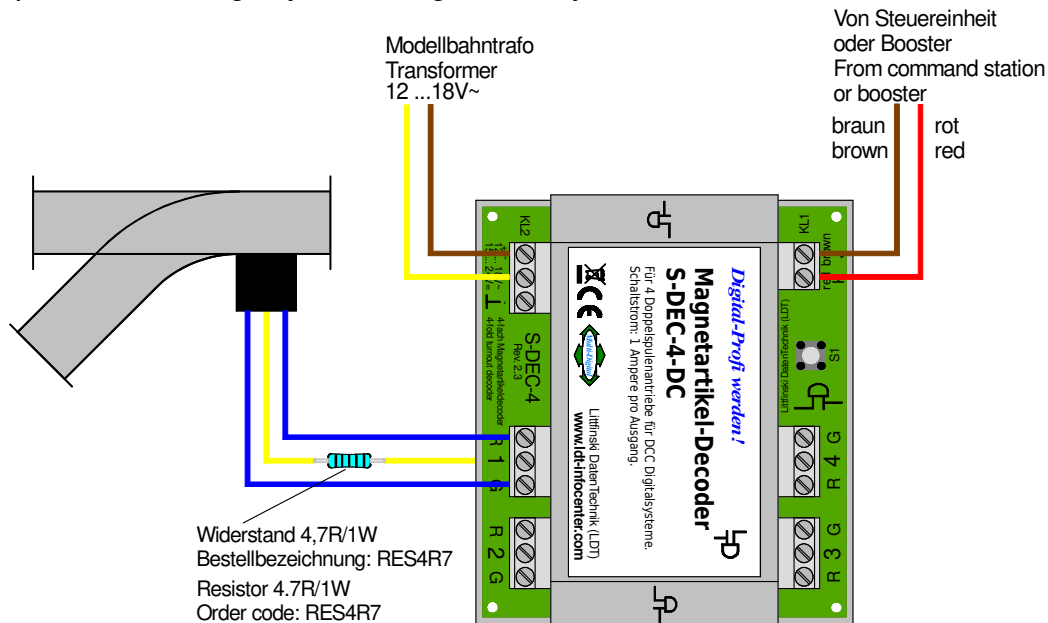 Modellbahntrafo
Transformer
12 ...18V~
Von Steuereinheit
oder Booster
From command station
or booster
braun
brown
rot
red
KL2
4-fach Magnetartikeldecoder
4-fold turnout decoder
S-DEC-4
Rev. 2.3
R 1 G
R 2 G
Digital-Profi werden!
Magnetartikel-Decoder
S-DEC-4-DC
Für 4 Doppelspulenantriebe für DCC Digitalsysteme.
Schaltstrom: 1 Ampere pro Ausgang.
CE
Multi-Digital
Littfinski DatenTechnik (LDT)
www.ldt-infocenter.com
KL1
red brown
Littfinski DatenTechnik (LDT)
S1
R 4 G
R 3 G
Widerstand 4,7R/1W
Bestellbezeichnung: RES4R7
Resistor 4.7R/1W
Order code: RES4R7